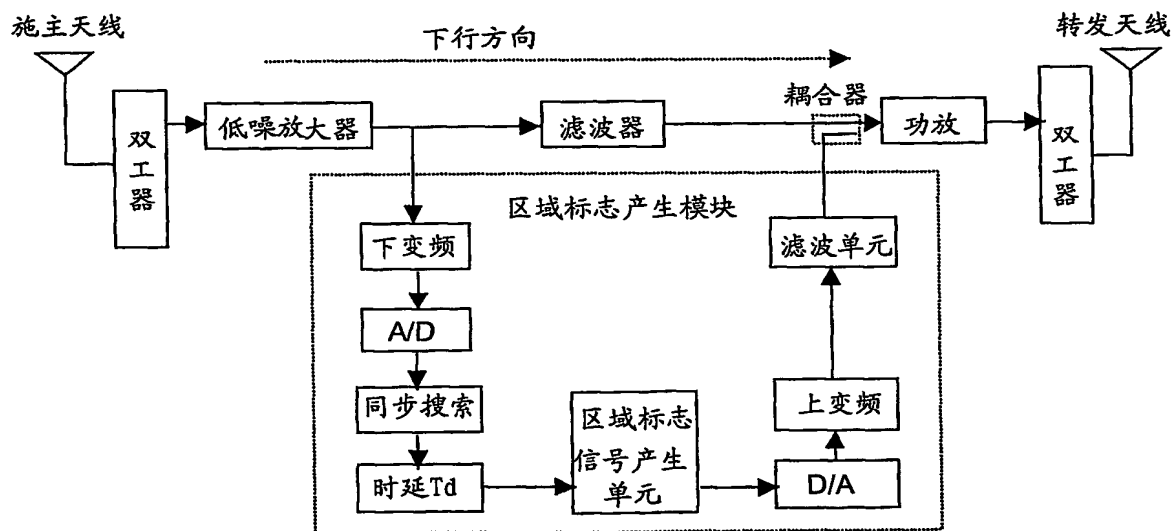 施主天线
下行方向
转发天线
双
工
器
低噪放大器
滤波器
耦合器
功放
双
工
器
区域标志产生模块
下变频
滤波单元
A/D
同步搜索
区域标志
信号产生
单元
上变频
时延Td
D/A